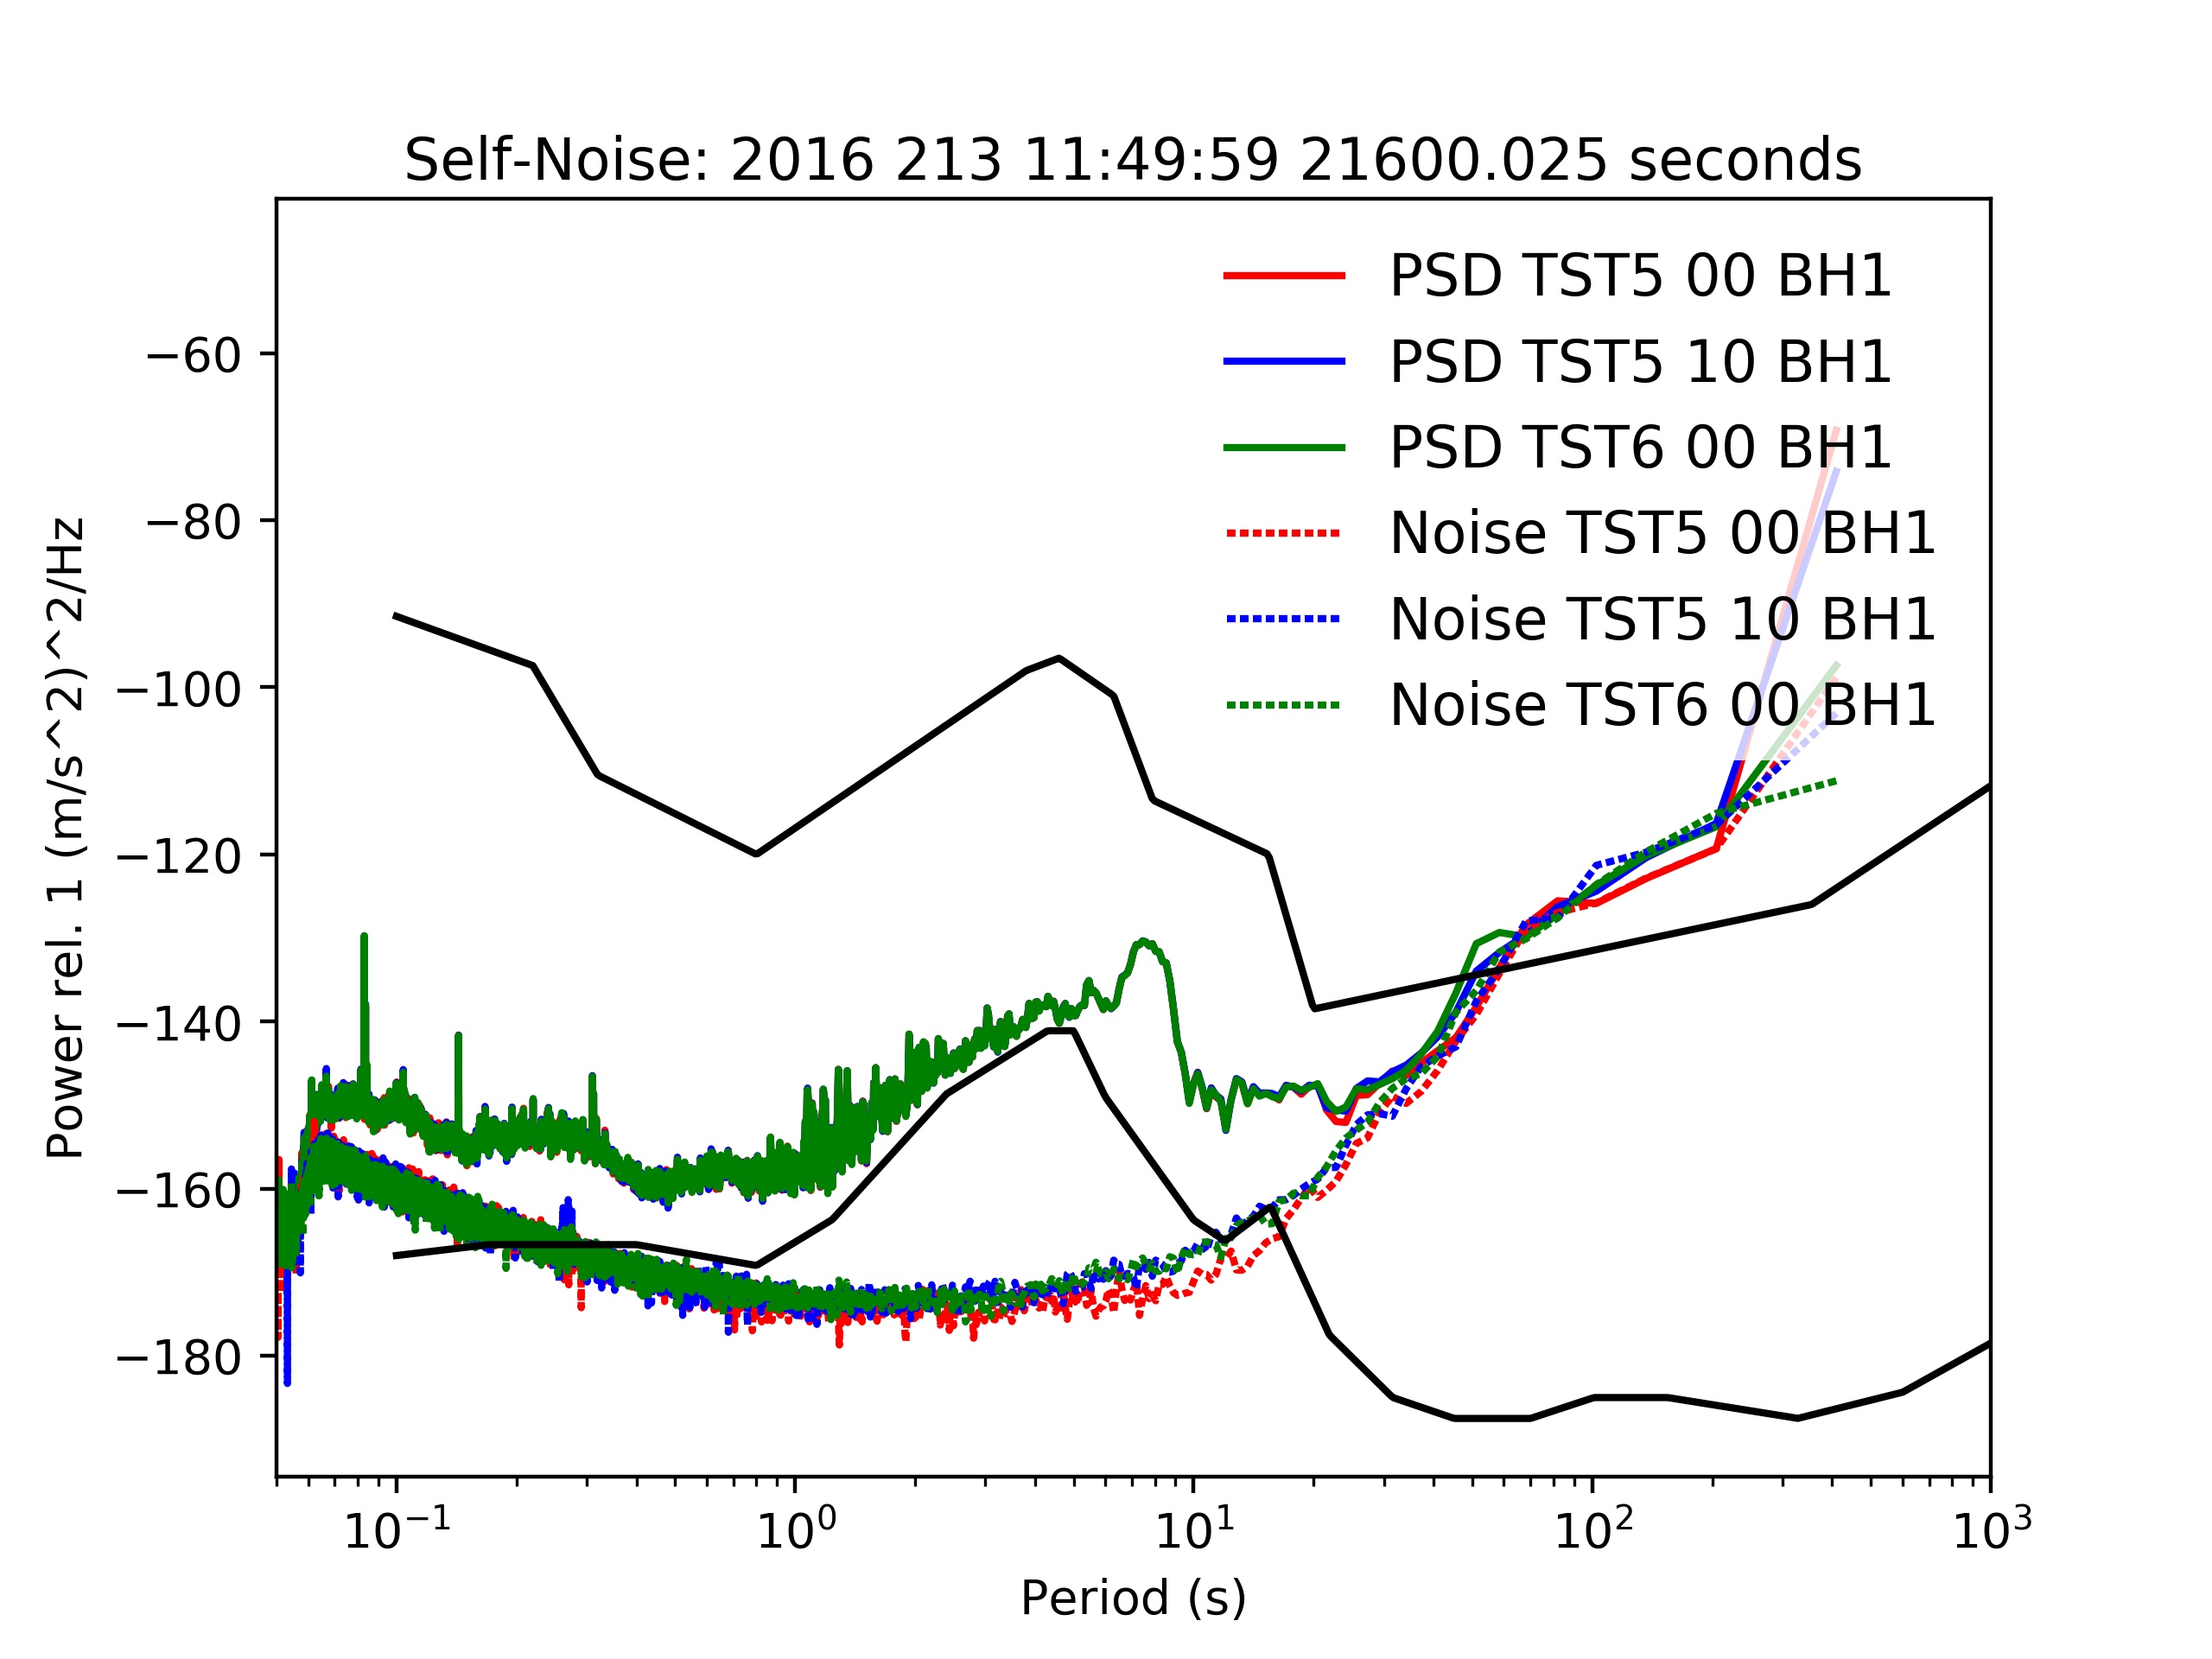 Self-Noise: 2016 213 11:49:59 21600.025 seconds
PSD TST5 00 BH1
PSD TST5 10 BH1
PSD TST6 00 BH1
Noise TST5 00 BH1
Noise TST5 10 BH1
Noise TST6 00 BH1
Power rel. 1 (m/s^2)^2/Hz
−60
−80
−100
−120
−140
−160
−180
10⁻¹ 10⁰ 10¹ 10² 10³
Period (s)